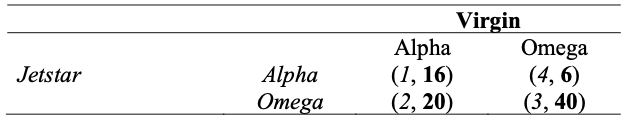 Virgin
Alpha Omega
Jetstar Alpha (1, 16) (4, 6)
Omega (2, 20) (3, 40)